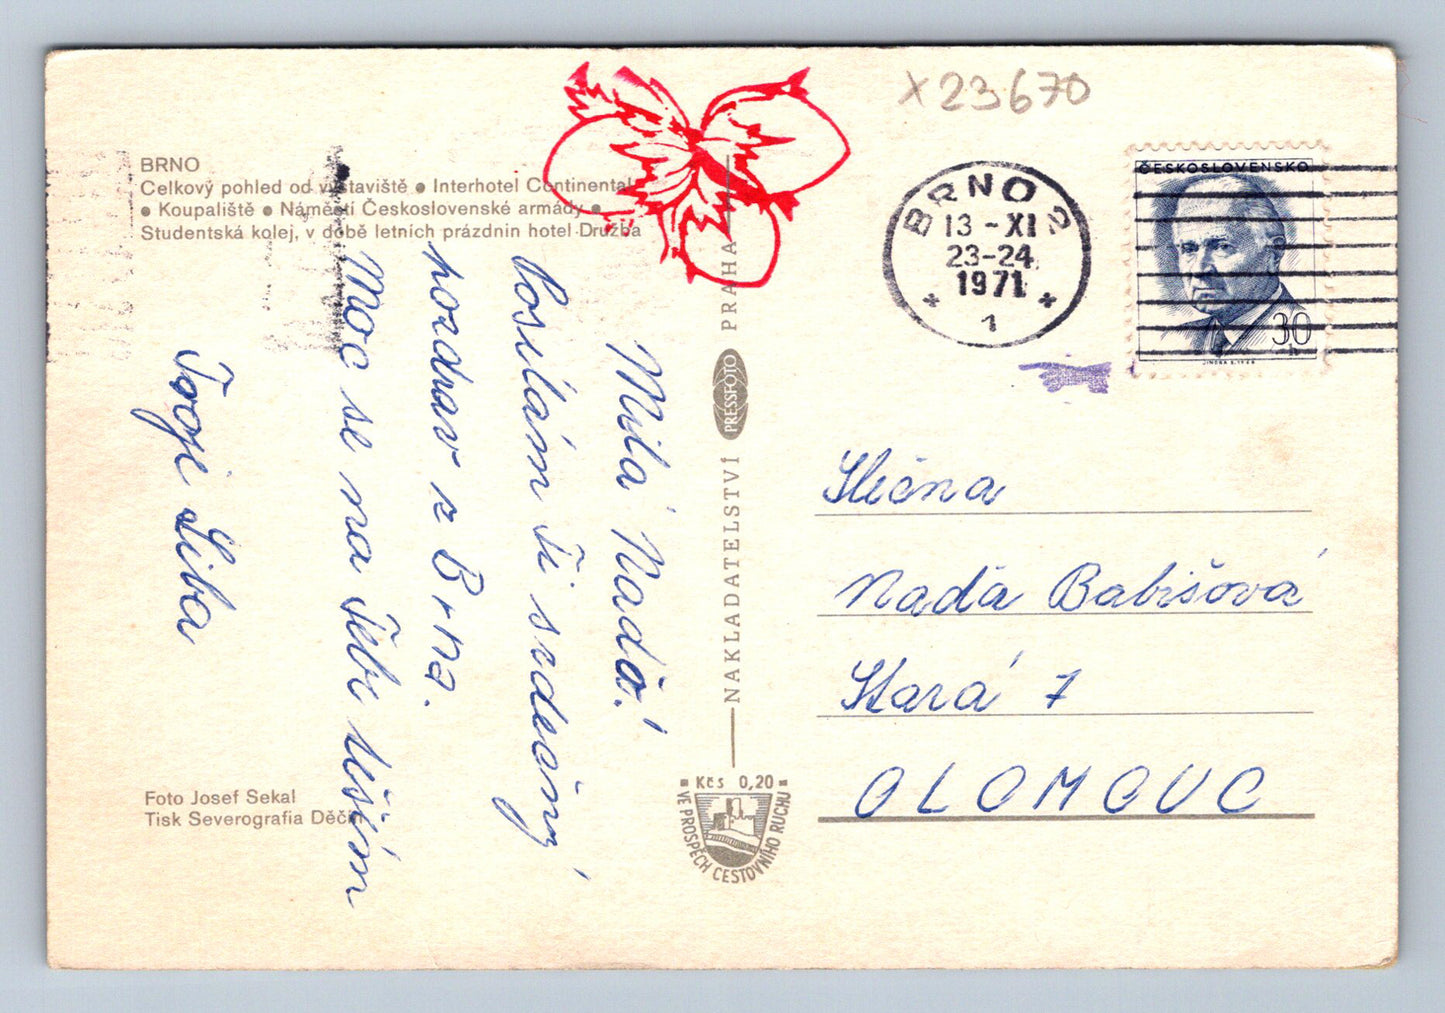 BRNO
Celkový pohled od výstaviště • Interhotel Continental
• Koupaliště • Náměstí Československé armády •
Studentská kolej, v době letních prázdnin hotel Družba
Milá Naďo!
Posílám Ti srdečný
pozdrav z Brna.
Moc se na Tebe těším
Tvoje Liba
Foto Josef Sekal
Tisk Severografia Děčín
NAKLADATELSTVÍ PRESSFOTO PRAHA
Kčs 0,20
VE PROSPĚCH CESTOVNÍHO RUCHU
x23670
BRNO 2
13 -XI
23-24
1971
* 1 *
ČESKOSLOVENSKO
30
h
Slečna
Naďa Babišová
Stará 7
OLOMOUC